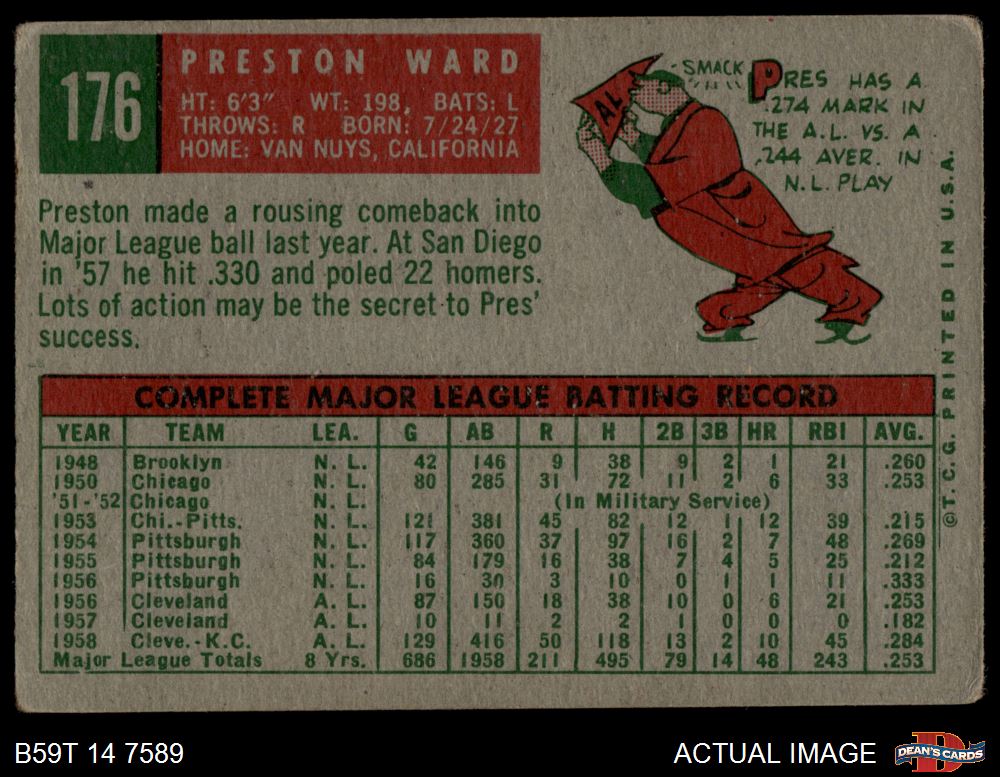 176
PRESTON WARD
HT: 6'3" WT: 198, BATS: L
THROWS: R BORN: 7/24/27
HOME: VAN NUYS, CALIFORNIA
AL
SMACK
PRES HAS A
.274 MARK IN
THE A.L. VS. A
.244 AVER. IN
N.L. PLAY
Preston made a rousing comeback into
Major League ball last year. At San Diego
in '57 he hit .330 and poled 22 homers.
Lots of action may be the secret to Pres'
success.
COMPLETE MAJOR LEAGUE BATTING RECORD
YEAR TEAM LEA. G AB R H 2B 3B HR RBI AVG.
1948 Brooklyn N. L. 42 146 9 38 9 2 1 21 .260
1950 Chicago N. L. 80 285 31 72 11 2 6 33 .253
'51-'52 Chicago N. L. (In Military Service)
1953 Chi.-Pitts. N. L. 121 381 45 82 12 1 12 39 .215
1954 Pittsburgh N. L. 117 360 37 97 16 2 7 48 .269
1955 Pittsburgh N. L. 84 179 16 38 7 4 5 25 .212
1956 Pittsburgh N. L. 16 30 3 10 0 1 1 11 .333
1956 Cleveland A. L. 87 150 18 38 10 0 6 21 .253
1957 Cleveland A. L. 10 11 2 2 1 0 0 0 .182
1958 Cleve.-K.C. A. L. 129 416 50 118 13 2 10 45 .284
Major League Totals 8 Yrs. 686 1958 211 495 79 14 48 243 .253
©T.C.G. PRINTED IN U.S.A.
B59T 14 7589
ACTUAL IMAGE
DEAN'S CARDS